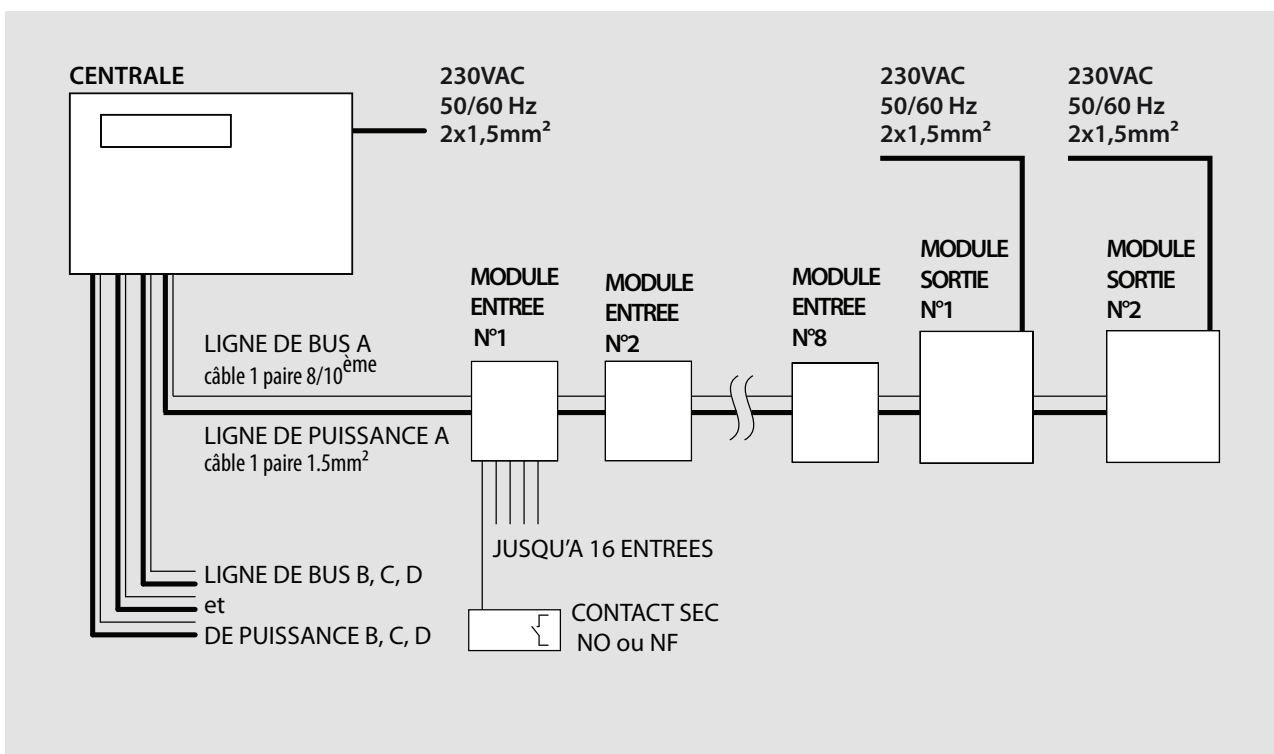 CENTRALE
230VAC
50/60 Hz
2x1,5mm²
230VAC
50/60 Hz
2x1,5mm²
230VAC
50/60 Hz
2x1,5mm²
MODULE
ENTREE
N°1
MODULE
ENTREE
N°2
MODULE
ENTREE
N°8
MODULE
SORTIE
N°1
MODULE
SORTIE
N°2
LIGNE DE BUS A
câble 1 paire 8/10ème
LIGNE DE PUISSANCE A
câble 1 paire 1.5mm²
JUSQU'A 16 ENTREES
LIGNE DE BUS B, C, D
et
DE PUISSANCE B, C, D
CONTACT SEC
NO ou NF